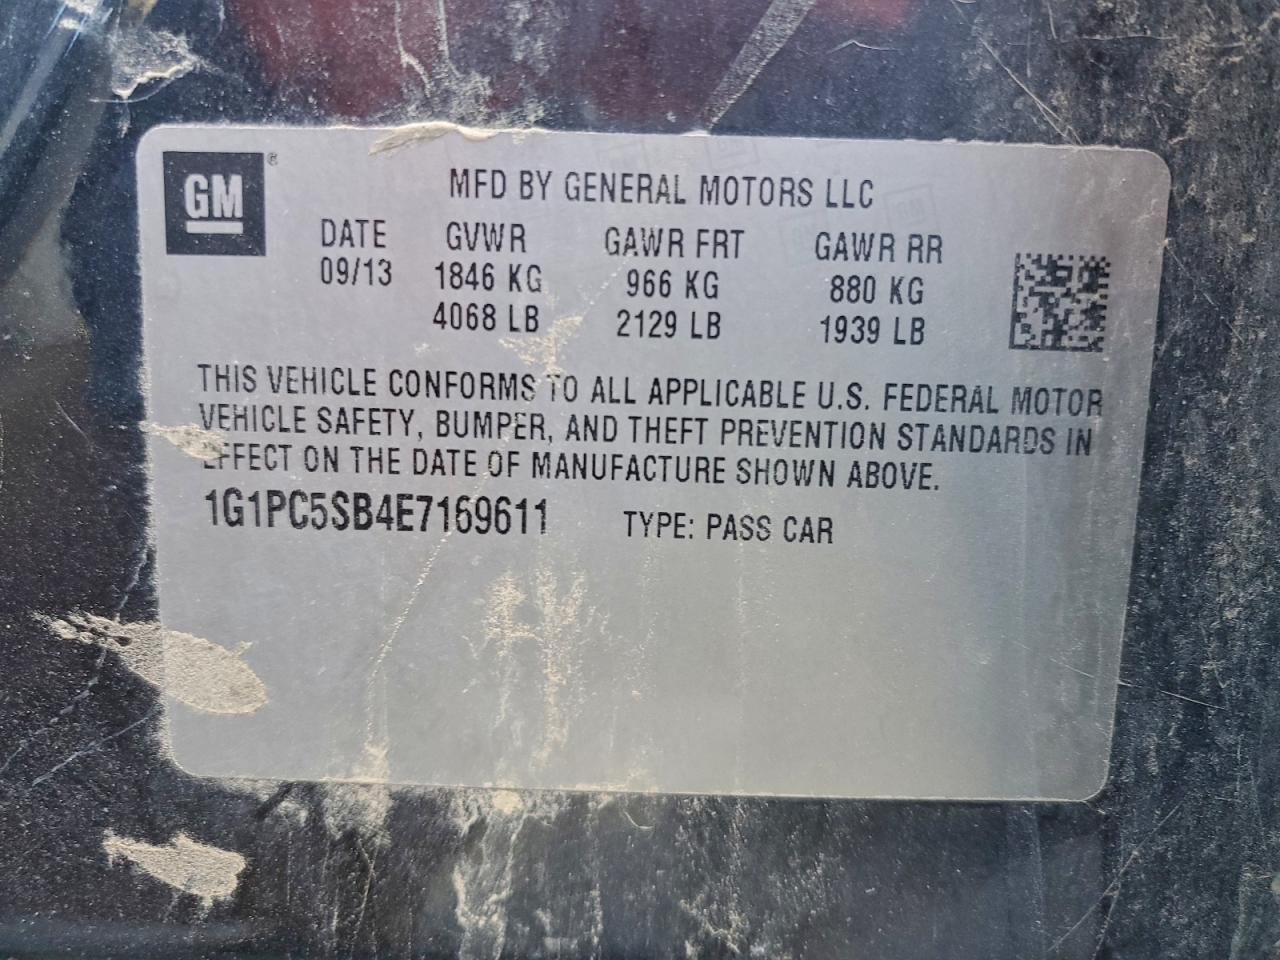 GM
MFD BY GENERAL MOTORS LLC
DATE GVWR GAWR FRT GAWR RR
09/13 1846 KG 966 KG 880 KG
4068 LB 2129 LB 1939 LB
THIS VEHICLE CONFORMS TO ALL APPLICABLE U.S. FEDERAL MOTOR
VEHICLE SAFETY, BUMPER, AND THEFT PREVENTION STANDARDS IN
EFFECT ON THE DATE OF MANUFACTURE SHOWN ABOVE.
1G1PC5SB4E7169611 TYPE: PASS CAR